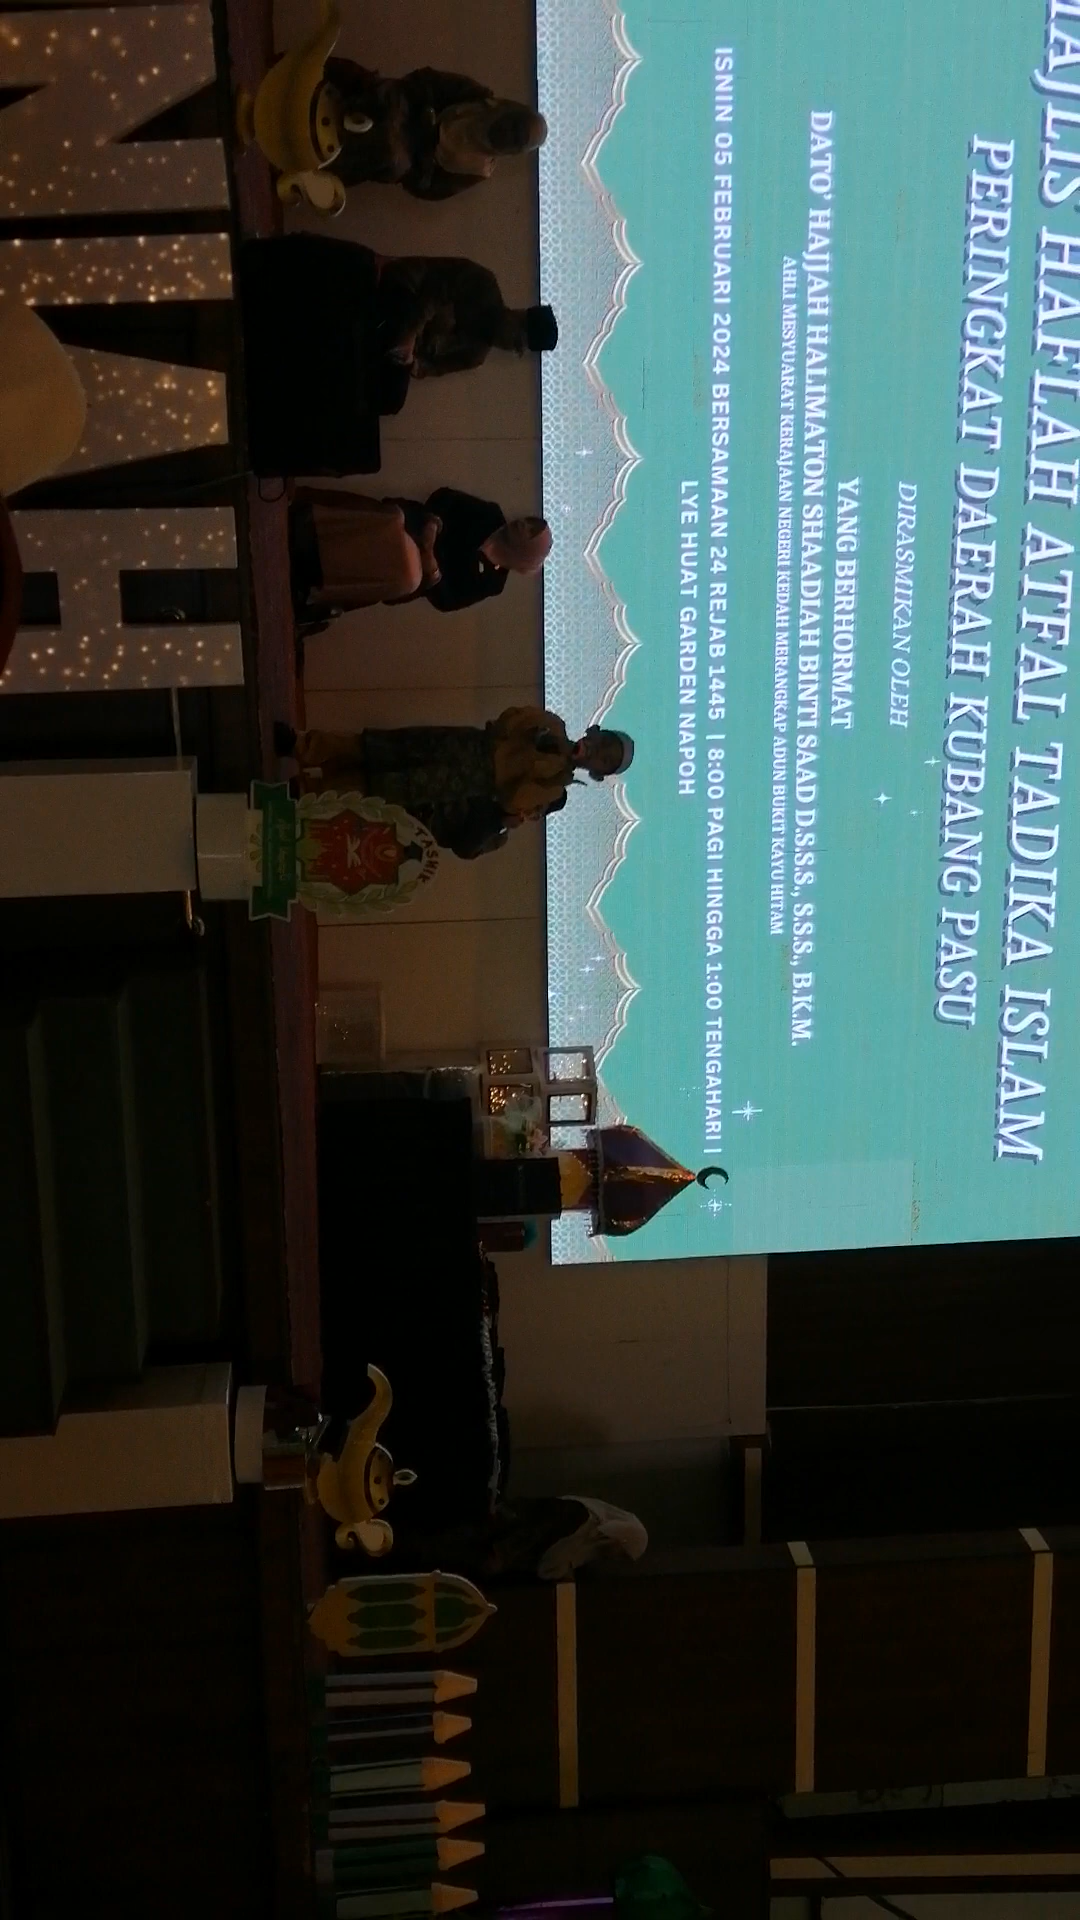 MAJLIS HAFLAH ATFAL TADIKA ISLAM
PERINGKAT DAERAH KUBANG PASU
DIRASMIKAN OLEH
YANG BERHORMAT
DATO' HAJJAH HALIMATON SHAADIAH BINTI SAAD D.S.S.S., S.S.S., B.K.M.
AHLI MESYUARAT KERAJAAN NEGERI KEDAH MERANGKAP ADUN BUKIT KAYU HITAM
ISNIN 05 FEBRUARI 2024 BERSAMAAN 24 REJAB 1445 | 8:00 PAGI HINGGA 1:00 TENGAHARI |
LYE HUAT GARDEN NAPOH
TASMIK